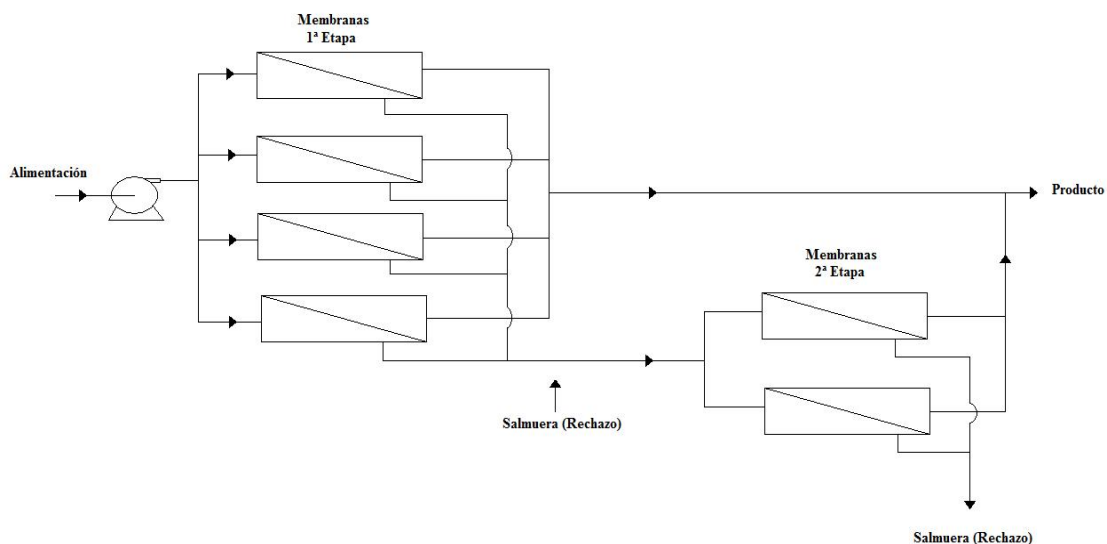 Membranas
1ª Etapa
Alimentación
Producto
Membranas
2ª Etapa
Salmuera (Rechazo)
Salmuera (Rechazo)